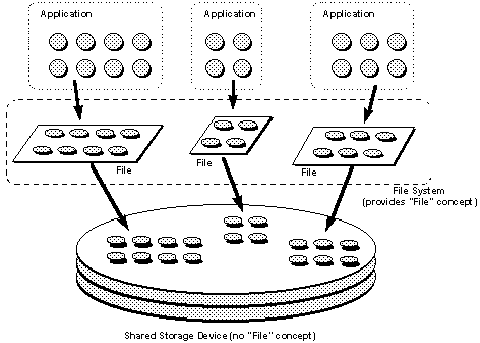 Application
Application
Application
File
File
File
File System
(provides "File" concept)
Shared Storage Device (no "File" concept)